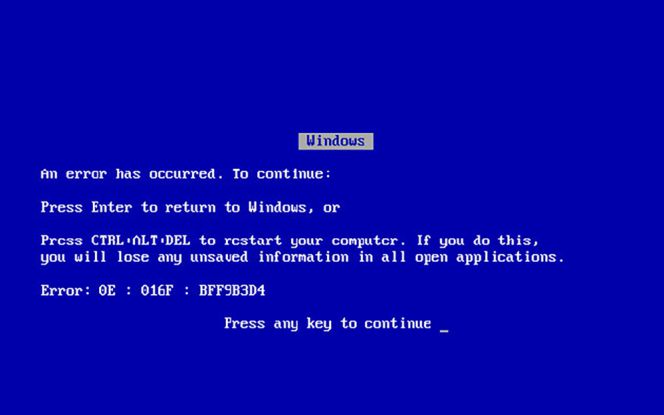 Windows
An error has occurred. To continue:
Press Enter to return to Windows, or
Press CTRL+ALT+DEL to restart your computer. If you do this,
you will lose any unsaved information in all open applications.
Error: 0E : 016F : BFF9B3D4
Press any key to continue _